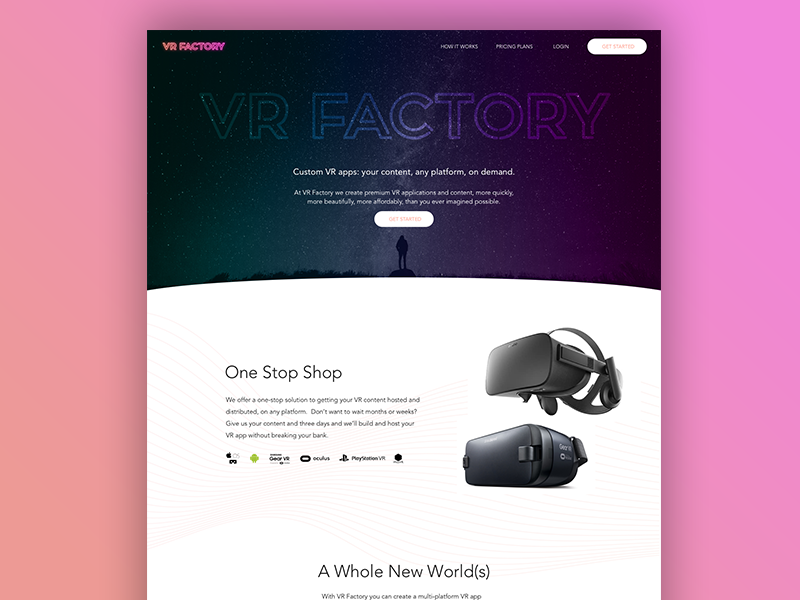 VR FACTORY
HOW IT WORKS
PRICING PLANS
LOGIN
GET STARTED
VR FACTORY
Custom VR apps: your content, any platform, on demand.
At VR Factory we create premium VR applications and content, more quickly,
more beautifully, more affordably, than you ever imagined possible.
GET STARTED
One Stop Shop
We offer a one-stop solution to getting your VR content hosted and
distributed, on any platform.  Don't want to wait months or weeks?
Give us your content and three days and we'll build and host your
VR app without breaking your bank.
iOS
Gear VR
oculus
PlayStation VR
Gear VR
A Whole New World(s)
With VR Factory you can create a multi-platform VR app